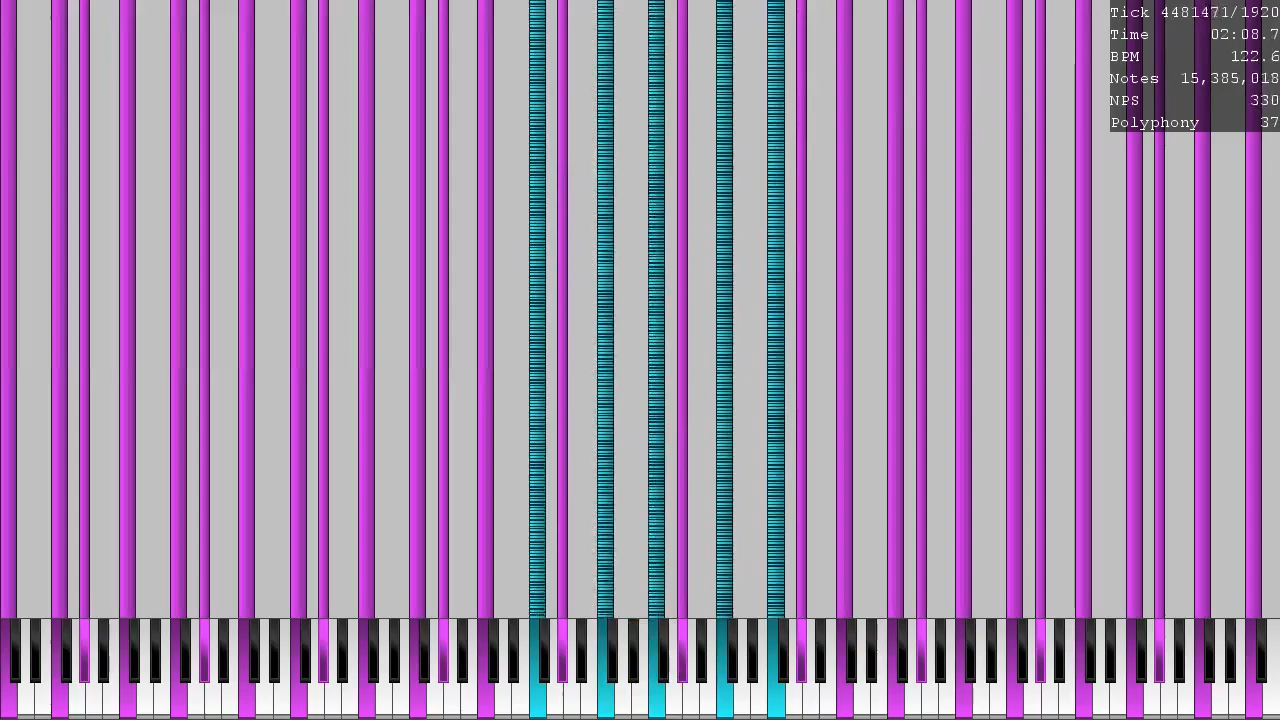 Tick 4481471/1920
Time 02:08.7
BPM 122.6
Notes 15,385,018
NPS 330
Polyphony 37